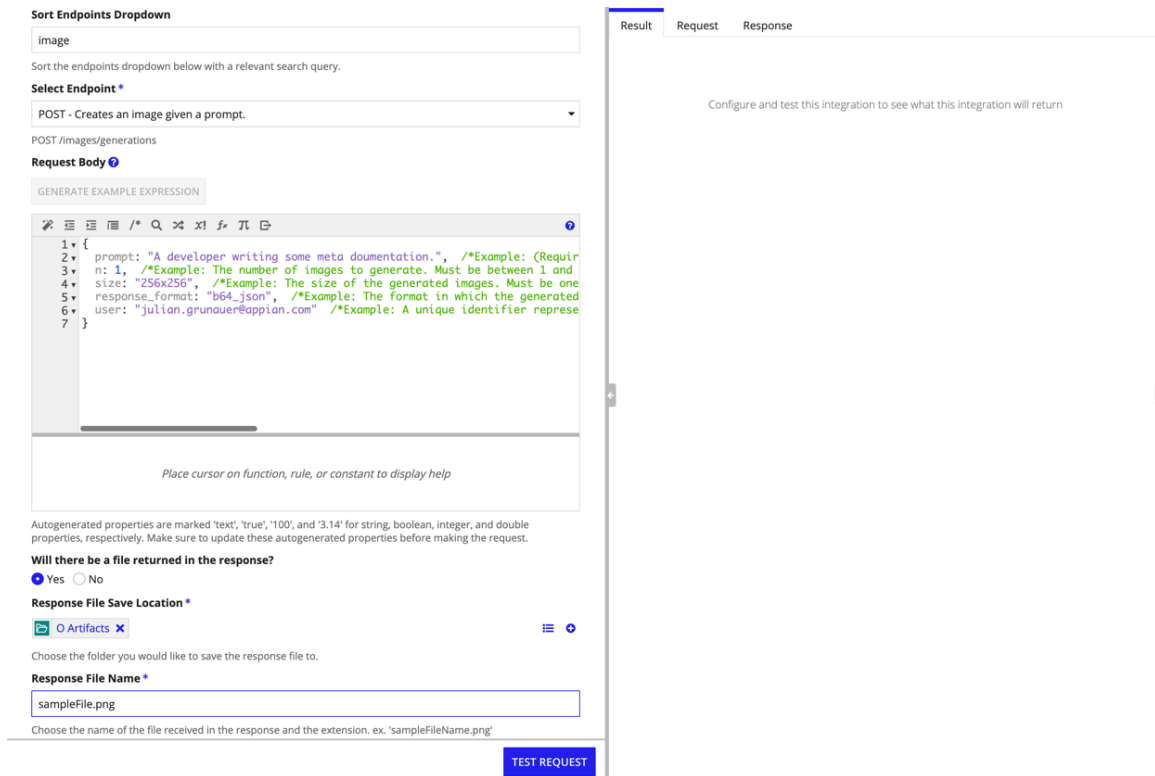 Sort Endpoints Dropdown
image
Sort the endpoints dropdown below with a relevant search query.
Select Endpoint *
POST - Creates an image given a prompt.
POST /images/generations
Request Body ?
GENERATE EXAMPLE EXPRESSION
/* x! fx π ?
1 {
2 prompt: "A developer writing some meta doumentation.", /*Example: (Requir
3 n: 1, /*Example: The number of images to generate. Must be between 1 and
4 size: "256x256", /*Example: The size of the generated images. Must be one
5 response_format: "b64_json", /*Example: The format in which the generated
6 user: "julian.grunauer@appian.com" /*Example: A unique identifier represe
7 }
Place cursor on function, rule, or constant to display help
Autogenerated properties are marked 'text', 'true', '100', and '3.14' for string, boolean, integer, and double
properties, respectively. Make sure to update these autogenerated properties before making the request.
Will there be a file returned in the response?
Yes No
Response File Save Location *
O Artifacts
Choose the folder you would like to save the response file to.
Response File Name *
sampleFile.png
Choose the name of the file received in the response and the extension. ex. 'sampleFileName.png'
TEST REQUEST
Result Request Response
Configure and test this integration to see what this integration will return